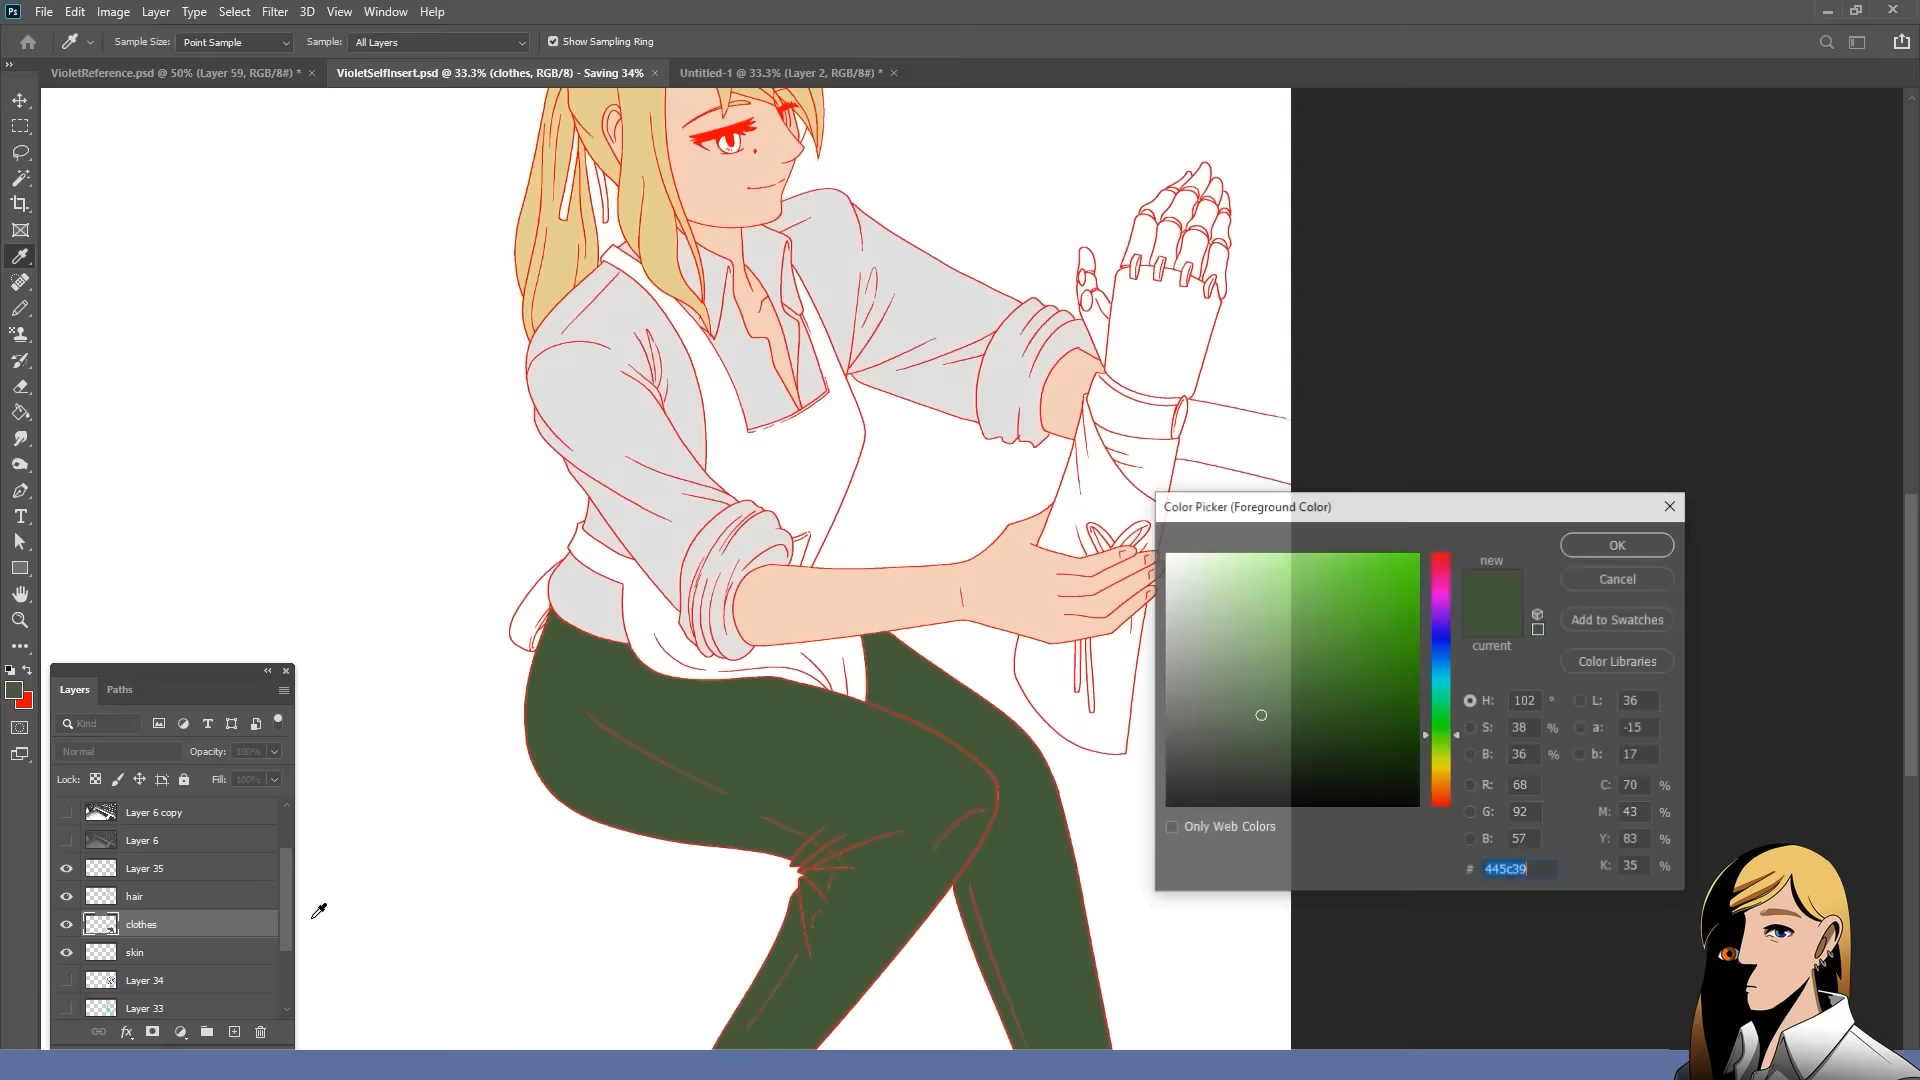 Ps File Edit Image Layer Type Select Filter 3D View Window Help
Sample Size: Point Sample Sample: All Layers Show Sampling Ring
VioletReference.psd @ 50% (Layer 59, RGB/8#) * × VioletSelfInsert.psd @ 33.3% (clothes, RGB/8) - Saving 34% × Untitled-1 @ 33.3% (Layer 2, RGB/8#) * ×
Color Picker (Foreground Color)
new
current
OK
Cancel
Add to Swatches
Color Libraries
H: 102 ° L: 36
S: 38 % a: -15
B: 36 % b: 17
R: 68 C: 70 %
G: 92 M: 43 %
B: 57 Y: 83 %
# 445c39 K: 35 %
Only Web Colors
Layers Paths
Kind
Normal Opacity: 100%
Lock: Fill: 100%
Layer 6 copy
Layer 6
Layer 35
hair
clothes
skin
Layer 34
Layer 33
fx